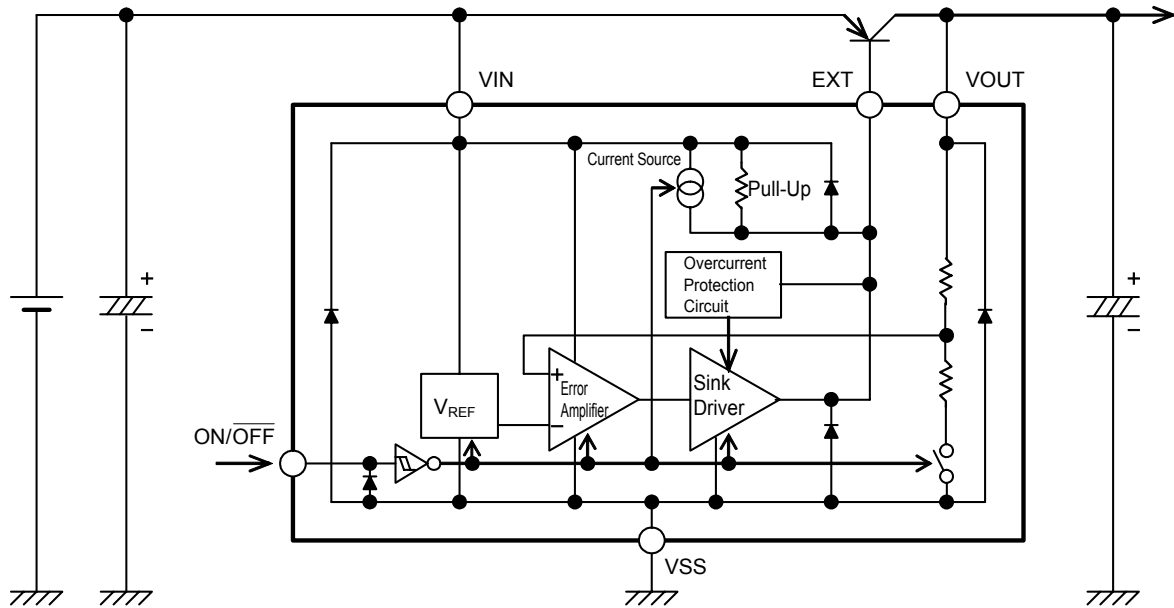 VIN
EXT
VOUT
Current Source
Pull-Up
+
−
Overcurrent
Protection
Circuit
+
−
VREF
+
−
Error
Amplifier
Sink
Driver
ON/OFF
VSS